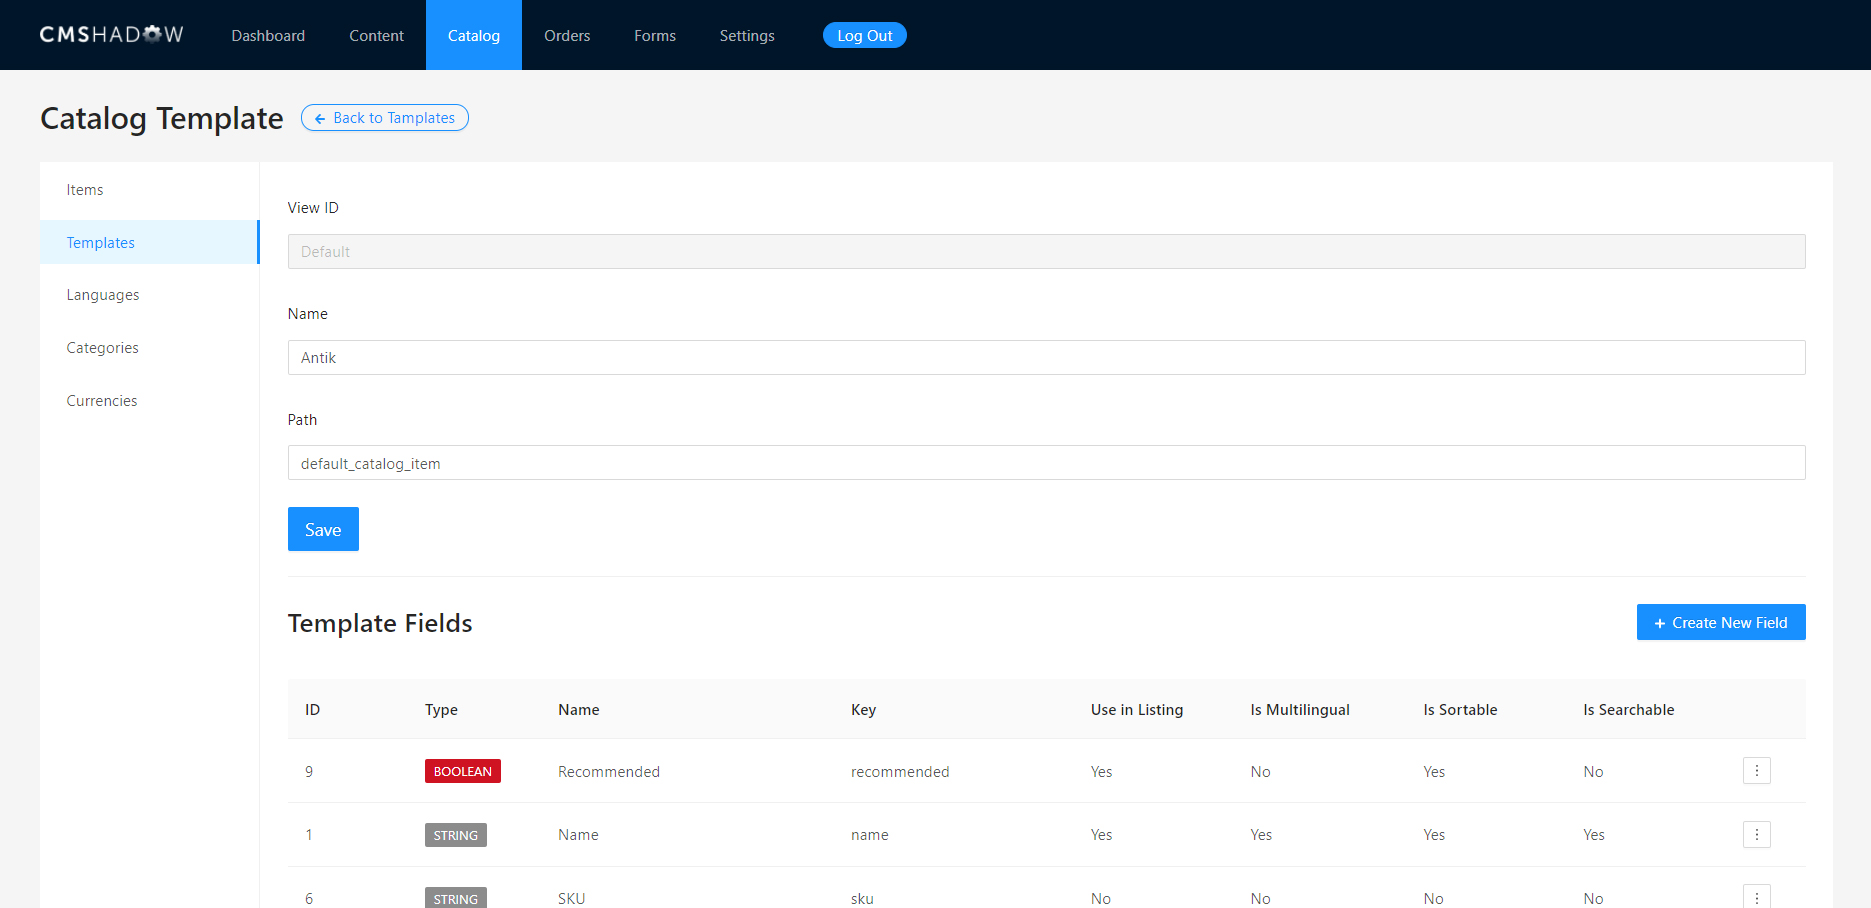 CMSHADOW Dashboard Content Catalog Orders Forms Settings Log Out
Catalog Template Back to Tamplates
Items
Templates
Languages
Categories
Currencies
View ID
Default
Name
Antik
Path
default_catalog_item
Save
Template Fields + Create New Field
ID Type Name Key Use in Listing Is Multilingual Is Sortable Is Searchable
9 BOOLEAN Recommended recommended Yes No Yes No
1 STRING Name name Yes Yes Yes Yes
6 STRING SKU sku No No No No